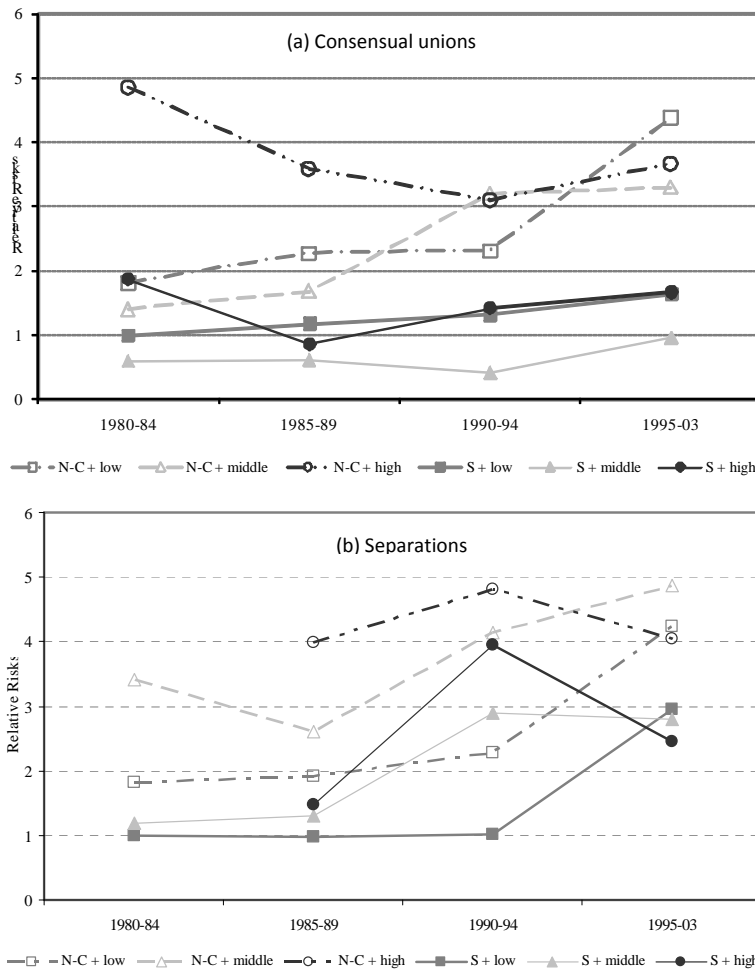 (a) Consensual unions
6
5
4
3
2
1
0
1980-84 1985-89 1990-94 1995-03
N-C + low N-C + middle N-C + high S + low S + middle S + high
(b) Separations
Relative Risks
6
5
4
3
2
1
0
1980-84 1985-89 1990-94 1995-03
N-C + low N-C + middle N-C + high S + low S + middle S + high